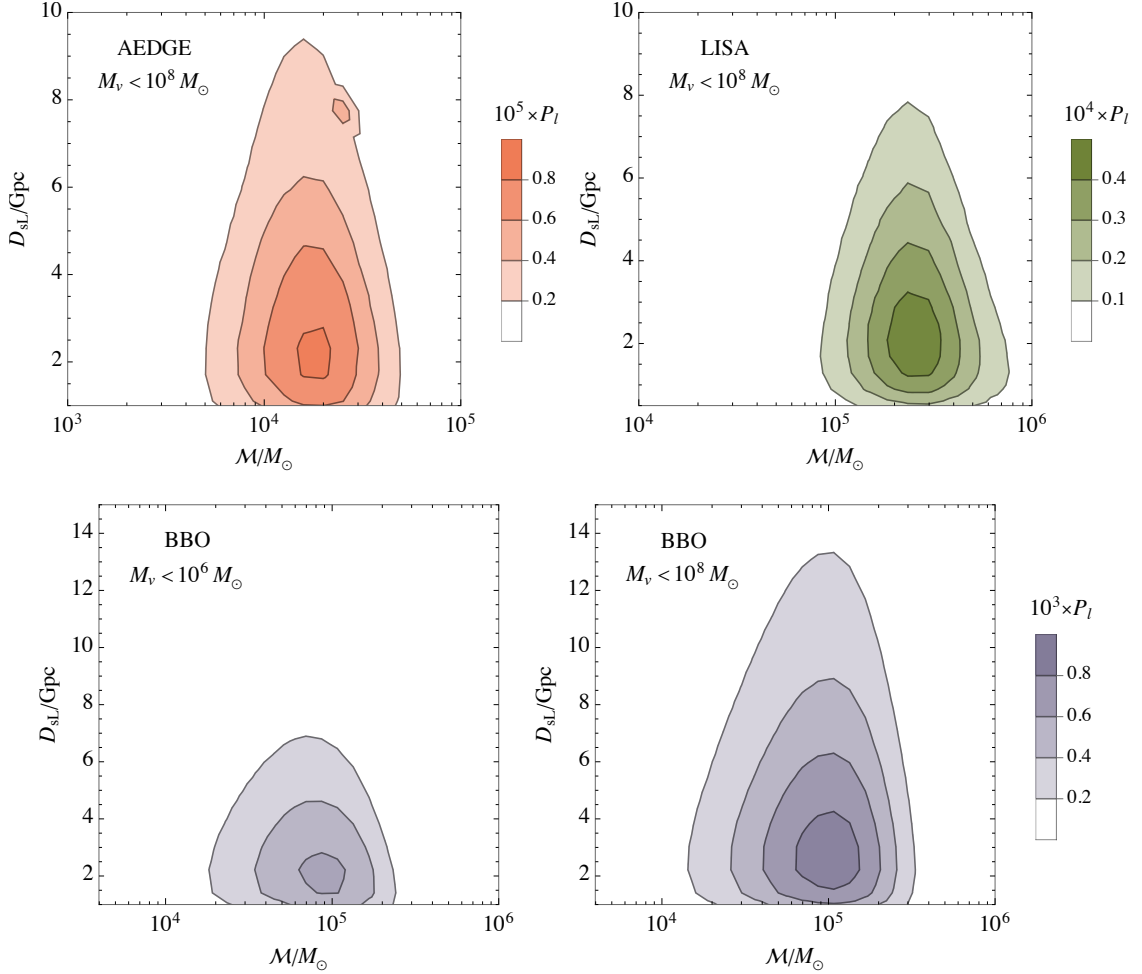 AEDGE
M_v < 10^8 M_⊙
10
8
6
4
2
D_sL/Gpc
10^3
10^4
10^5
ℳ/M_⊙
10^5 × P_l
0.8
0.6
0.4
0.2
LISA
M_v < 10^8 M_⊙
10
8
6
4
2
D_sL/Gpc
10^4
10^5
10^6
ℳ/M_⊙
10^4 × P_l
0.4
0.3
0.2
0.1
BBO
M_v < 10^6 M_⊙
14
12
10
8
6
4
2
D_sL/Gpc
10^4
10^5
10^6
ℳ/M_⊙
BBO
M_v < 10^8 M_⊙
14
12
10
8
6
4
2
D_sL/Gpc
10^4
10^5
10^6
ℳ/M_⊙
10^3 × P_l
0.8
0.6
0.4
0.2